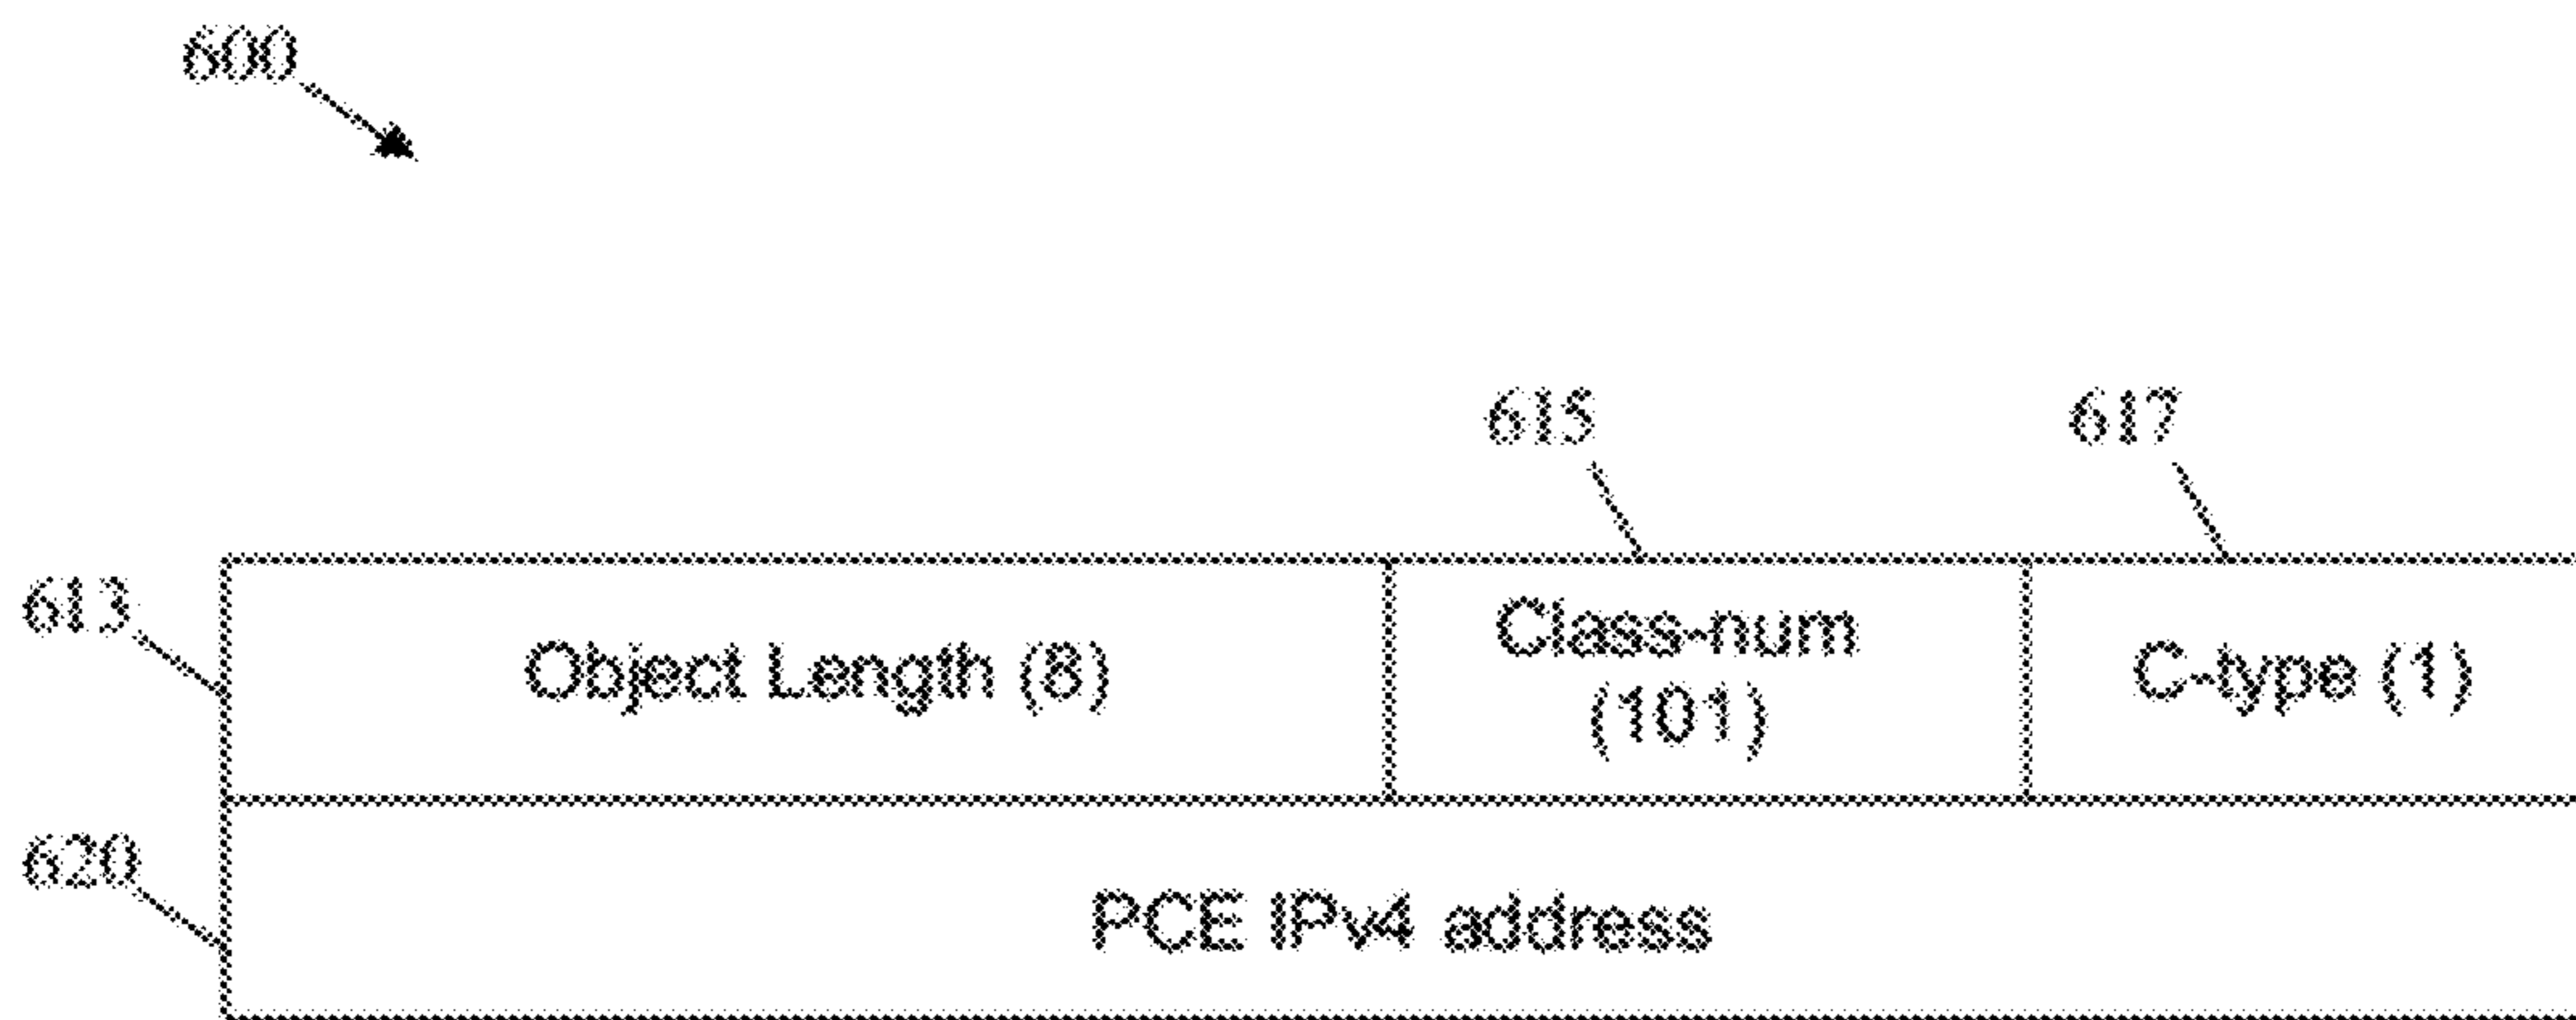 600
615 617
613
Object Length (8) Class-num (101) C-type (1)
620
PCE IPv4 address